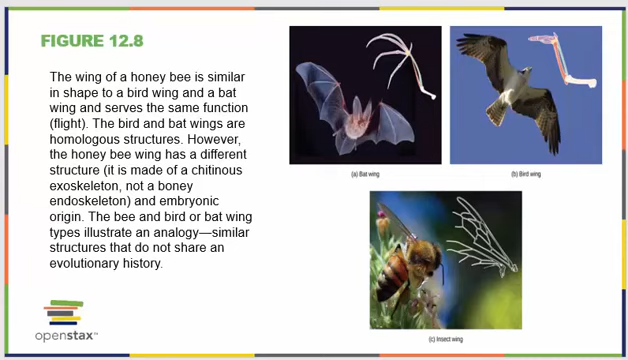 FIGURE 12.8
The wing of a honey bee is similar
in shape to a bird wing and a bat
wing and serves the same function
(flight). The bird and bat wings are
homologous structures. However,
the honey bee wing has a different
structure (it is made of a chitinous
exoskeleton, not a boney
endoskeleton) and embryonic
origin. The bee and bird or bat wing
types illustrate an analogy—similar
structures that do not share an
evolutionary history.
(a) Bat wing
(b) Bird wing
(c) Insect wing
openstax™